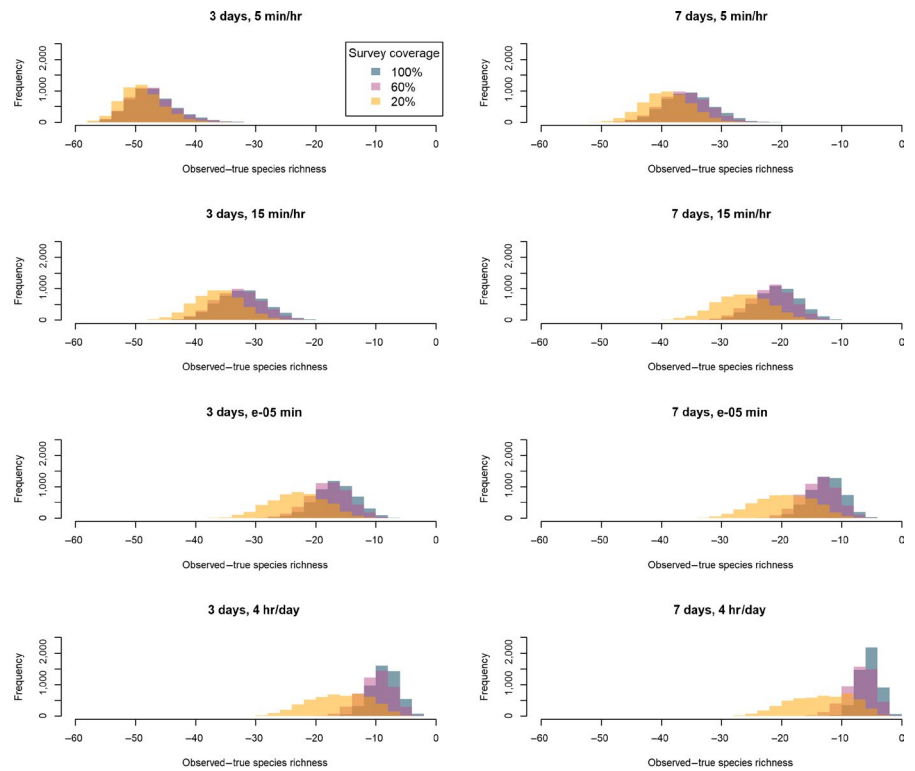 3 days, 5 min/hr
Frequency
0 1,000 2,000
Survey coverage
100%
60%
20%
−60 −50 −40 −30 −20 −10 0
Observed−true species richness
7 days, 5 min/hr
Frequency
0 1,000 2,000
−60 −50 −40 −30 −20 −10 0
Observed−true species richness
3 days, 15 min/hr
Frequency
0 1,000 2,000
−60 −50 −40 −30 −20 −10 0
Observed−true species richness
7 days, 15 min/hr
Frequency
0 1,000 2,000
−60 −50 −40 −30 −20 −10 0
Observed−true species richness
3 days, e-05 min
Frequency
0 1,000 2,000
−60 −50 −40 −30 −20 −10 0
Observed−true species richness
7 days, e-05 min
Frequency
0 1,000 2,000
−60 −50 −40 −30 −20 −10 0
Observed−true species richness
3 days, 4 hr/day
Frequency
0 1,000 2,000
−60 −50 −40 −30 −20 −10 0
Observed−true species richness
7 days, 4 hr/day
Frequency
0 1,000 2,000
−60 −50 −40 −30 −20 −10 0
Observed−true species richness